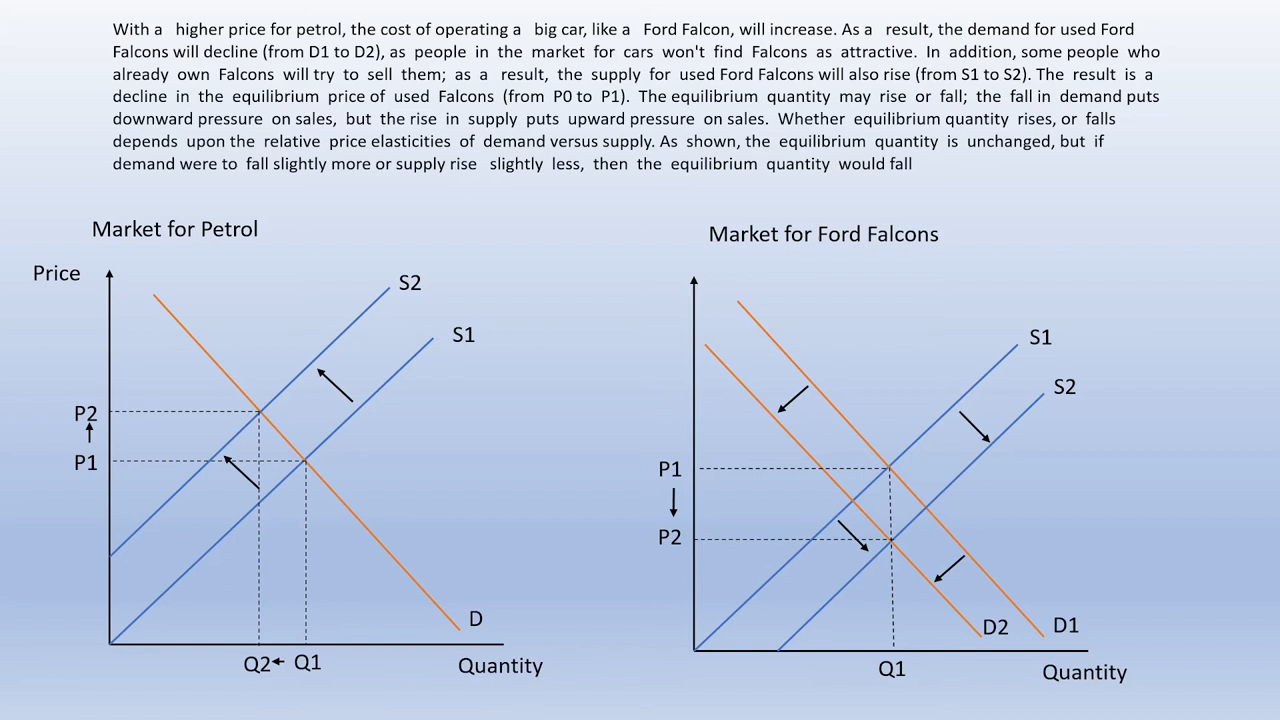 With a higher price for petrol, the cost of operating a big car, like a Ford Falcon, will increase. As a result, the demand for used Ford
Falcons will decline (from D1 to D2), as people in the market for cars won't find Falcons as attractive. In addition, some people who
already own Falcons will try to sell them; as a result, the supply for used Ford Falcons will also rise (from S1 to S2). The result is a
decline in the equilibrium price of used Falcons (from P0 to P1). The equilibrium quantity may rise or fall; the fall in demand puts
downward pressure on sales, but the rise in supply puts upward pressure on sales. Whether equilibrium quantity rises, or falls
depends upon the relative price elasticities of demand versus supply. As shown, the equilibrium quantity is unchanged, but if
demand were to fall slightly more or supply rise slightly less, then the equilibrium quantity would fall
Market for Petrol
Price
S2
S1
P2
P1
D
Q2
Q1
Quantity
Market for Ford Falcons
S1
S2
P1
P2
D2
D1
Q1
Quantity